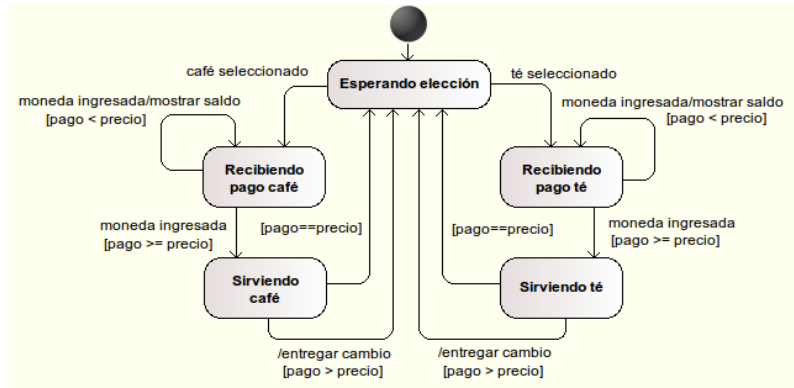 café seleccionado
Esperando elección
té seleccionado
moneda ingresada/mostrar saldo
[pago < precio]
moneda ingresada/mostrar saldo
[pago < precio]
Recibiendo
pago café
Recibiendo
pago té
moneda ingresada
[pago >= precio]
[pago==precio]
[pago==precio]
moneda ingresada
[pago >= precio]
Sirviendo
café
Sirviendo té
/entregar cambio
[pago > precio]
/entregar cambio
[pago > precio]